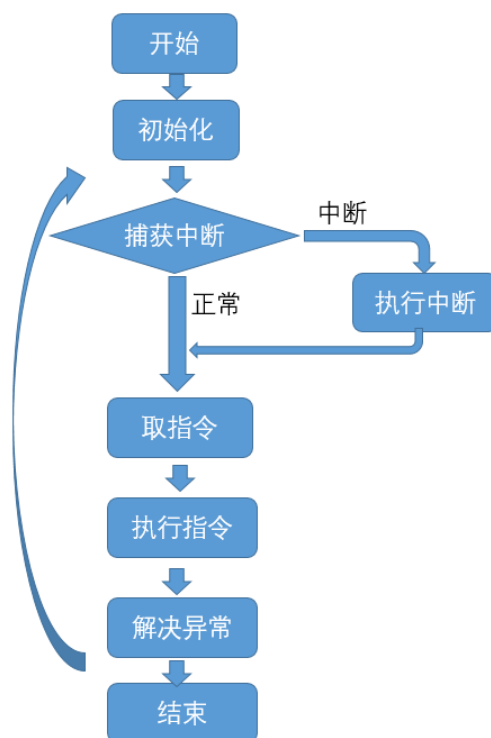 开始
初始化
捕获中断
中断
执行中断
正常
取指令
执行指令
解决异常
结束